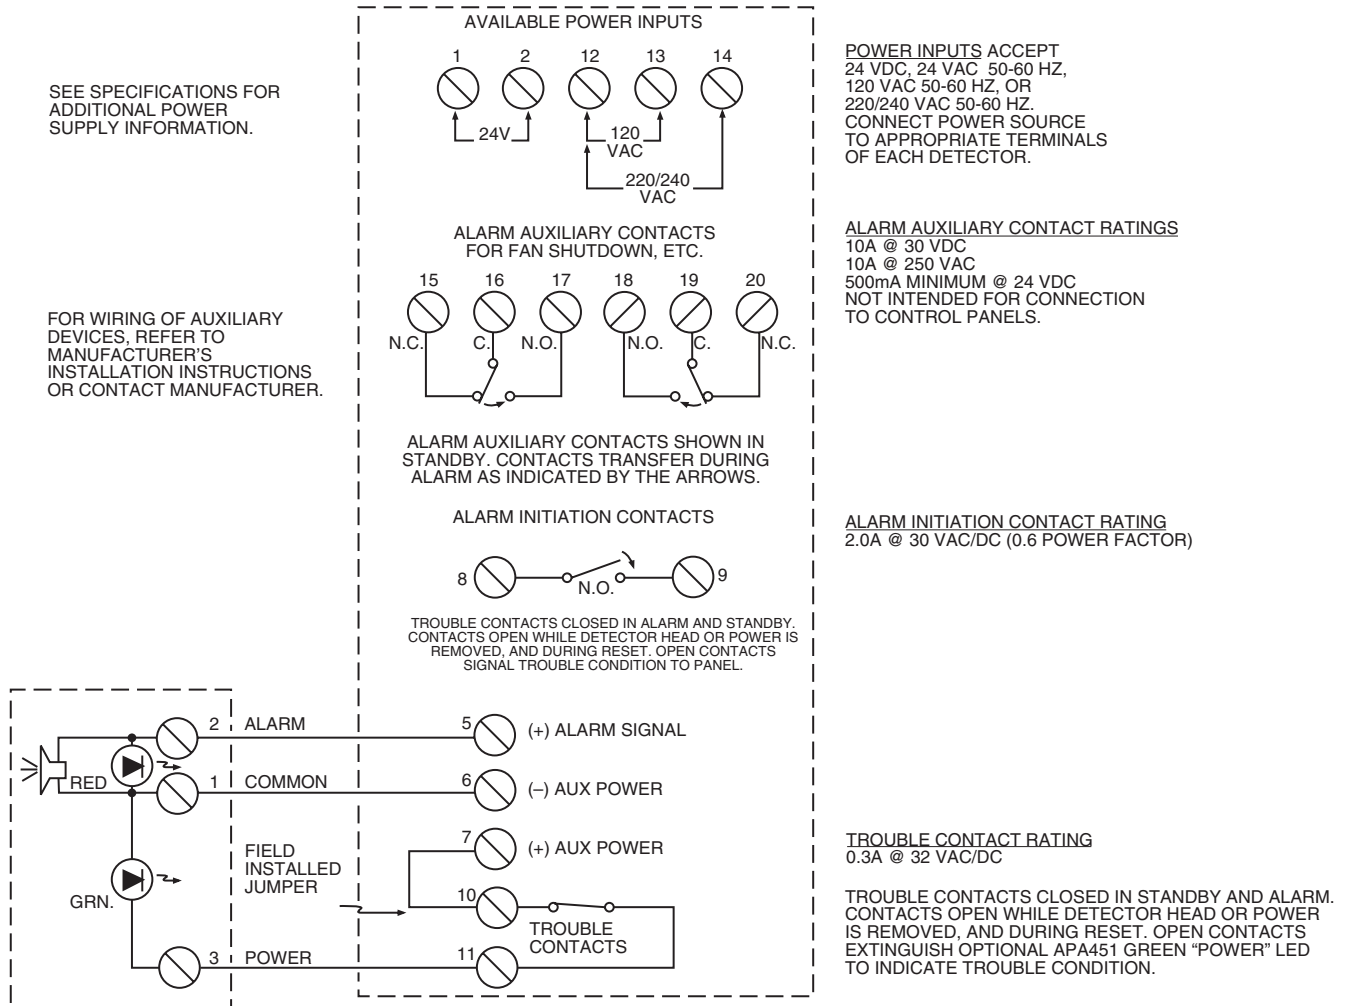 AVAILABLE POWER INPUTS
1 2 12 13 14
24V
120
VAC
220/240
VAC
SEE SPECIFICATIONS FOR
ADDITIONAL POWER
SUPPLY INFORMATION.
POWER INPUTS ACCEPT
24 VDC, 24 VAC 50-60 HZ,
120 VAC 50-60 HZ, OR
220/240 VAC 50-60 HZ.
CONNECT POWER SOURCE
TO APPROPRIATE TERMINALS
OF EACH DETECTOR.
ALARM AUXILIARY CONTACTS
FOR FAN SHUTDOWN, ETC.
15 16 17 18 19 20
N.C. C. N.O. N.O. C. N.C.
ALARM AUXILIARY CONTACT RATINGS
10A @ 30 VDC
10A @ 250 VAC
500mA MINIMUM @ 24 VDC
NOT INTENDED FOR CONNECTION
TO CONTROL PANELS.
FOR WIRING OF AUXILIARY
DEVICES, REFER TO
MANUFACTURER'S
INSTALLATION INSTRUCTIONS
OR CONTACT MANUFACTURER.
ALARM AUXILIARY CONTACTS SHOWN IN
STANDBY. CONTACTS TRANSFER DURING
ALARM AS INDICATED BY THE ARROWS.
ALARM INITIATION CONTACTS
8 N.O. 9
ALARM INITIATION CONTACT RATING
2.0A @ 30 VAC/DC (0.6 POWER FACTOR)
TROUBLE CONTACTS CLOSED IN ALARM AND STANDBY.
CONTACTS OPEN WHILE DETECTOR HEAD OR POWER IS
REMOVED, AND DURING RESET. OPEN CONTACTS
SIGNAL TROUBLE CONDITION TO PANEL.
2 ALARM 5 (+) ALARM SIGNAL
RED 1 COMMON 6 (–) AUX POWER
7 (+) AUX POWER
FIELD
INSTALLED
JUMPER
GRN.
10
TROUBLE
CONTACTS
3 POWER 11
TROUBLE CONTACT RATING
0.3A @ 32 VAC/DC
TROUBLE CONTACTS CLOSED IN STANDBY AND ALARM.
CONTACTS OPEN WHILE DETECTOR HEAD OR POWER
IS REMOVED, AND DURING RESET. OPEN CONTACTS
EXTINGUISH OPTIONAL APA451 GREEN “POWER” LED
TO INDICATE TROUBLE CONDITION.